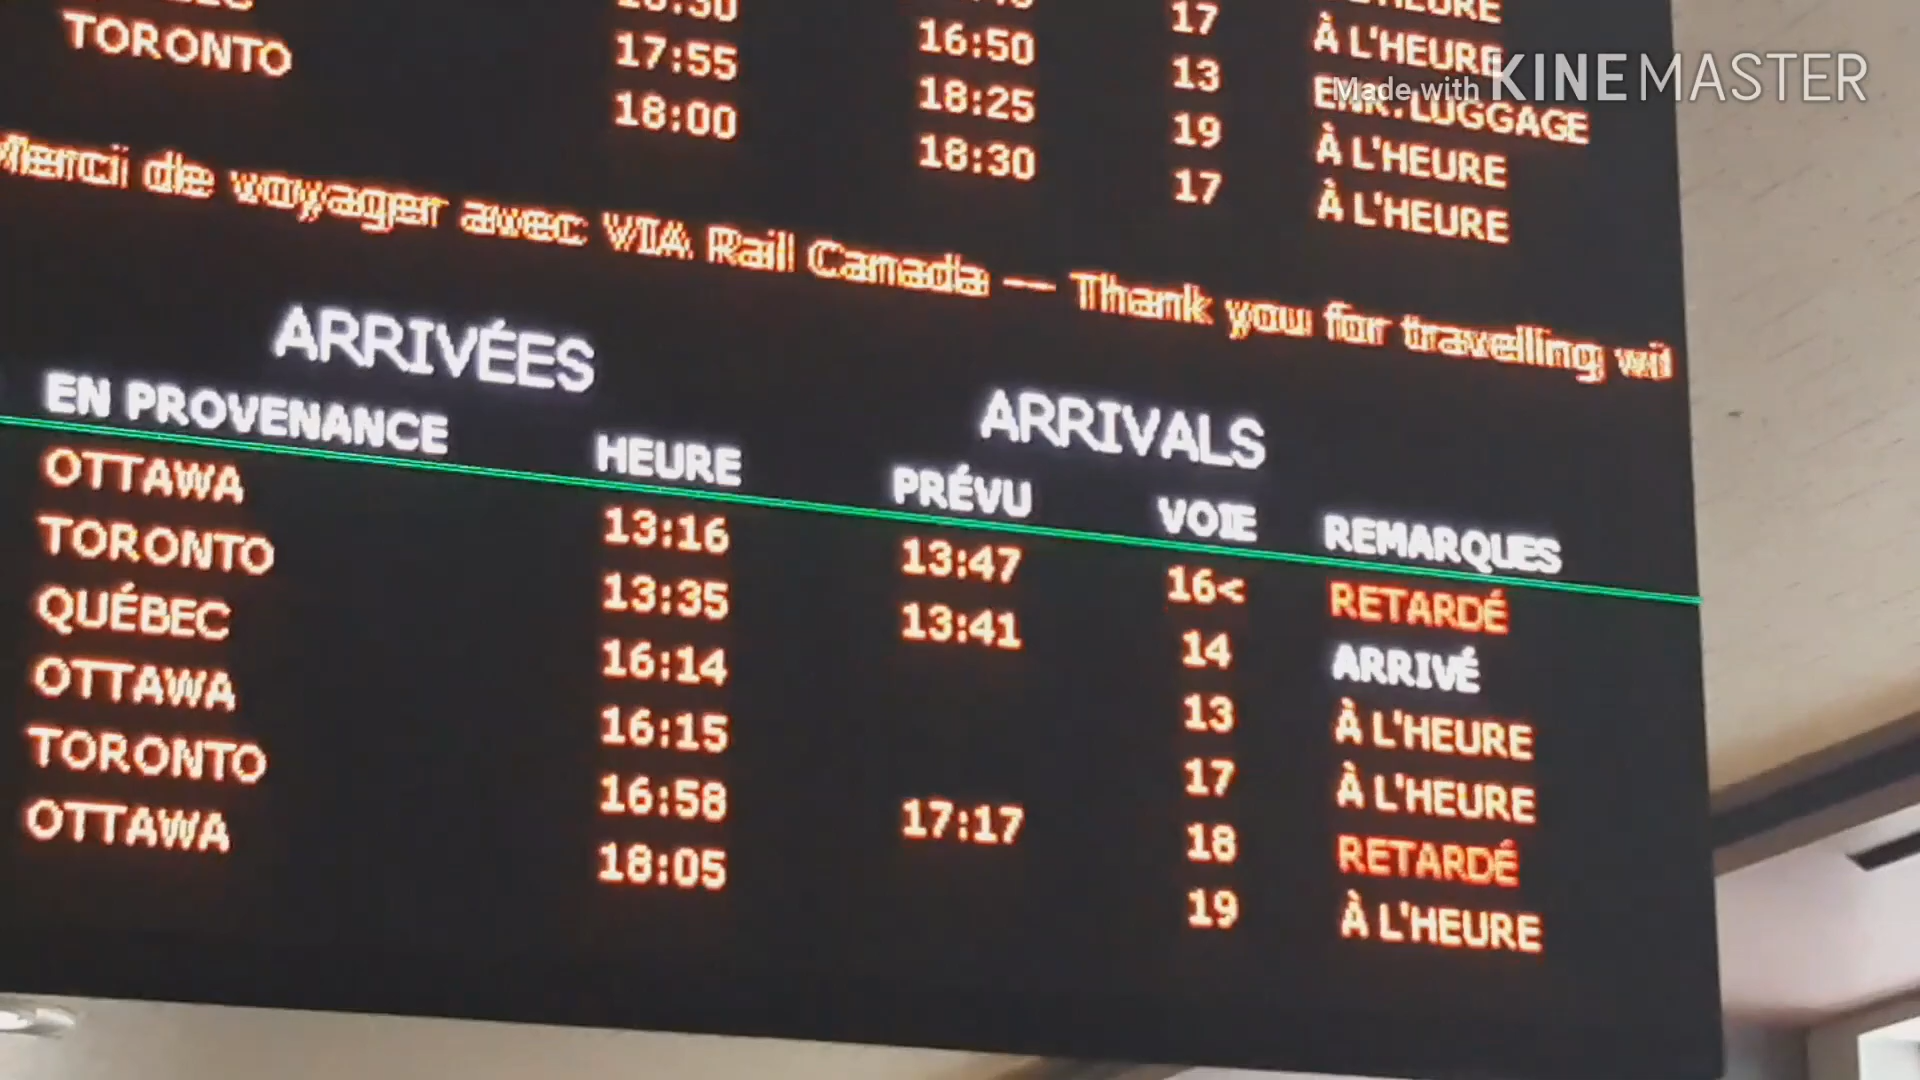 À L'HEURE
TORONTO 17:55 16:50 13 À L'HEURE
18:00 18:25 19 LUGGAGE
18:30 17 À L'HEURE
À L'HEURE
Made with KINEMASTER
Merci de voyager avec VIA Rail Canada -- Thank you for travelling wi
ARRIVÉES ARRIVALS
EN PROVENANCE HEURE PRÉVU VOIE REMARQUES
OTTAWA 13:16 13:47 16< RETARDÉ
TORONTO 13:35 13:41 14 ARRIVÉ
QUÉBEC 16:14 13 À L'HEURE
OTTAWA 16:15 17 À L'HEURE
TORONTO 16:58 17:17 18 RETARDÉ
OTTAWA 18:05 19 À L'HEURE